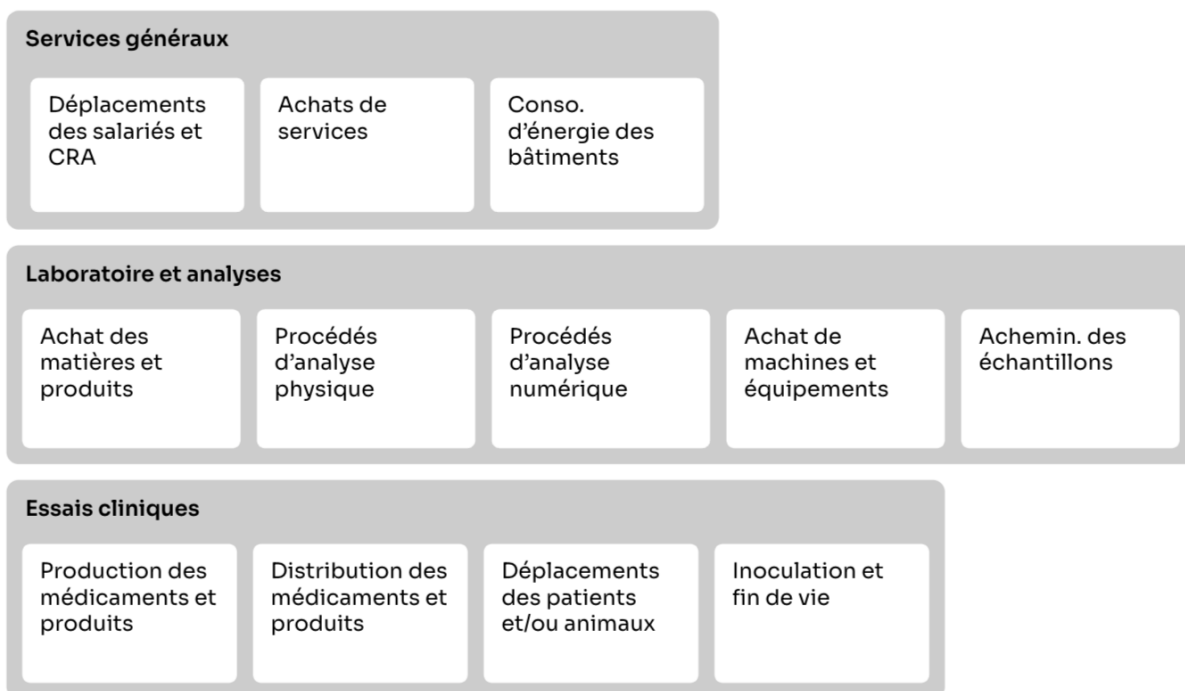 Services généraux
Déplacements
des salariés et
CRA
Achats de
services
Conso.
d’énergie des
bâtiments
Laboratoire et analyses
Achat des
matières et
produits
Procédés
d’analyse
physique
Procédés
d’analyse
numérique
Achat de
machines et
équipements
Achemin. des
échantillons
Essais cliniques
Production des
médicaments et
produits
Distribution des
médicaments et
produits
Déplacements
des patients
et/ou animaux
Inoculation et
fin de vie